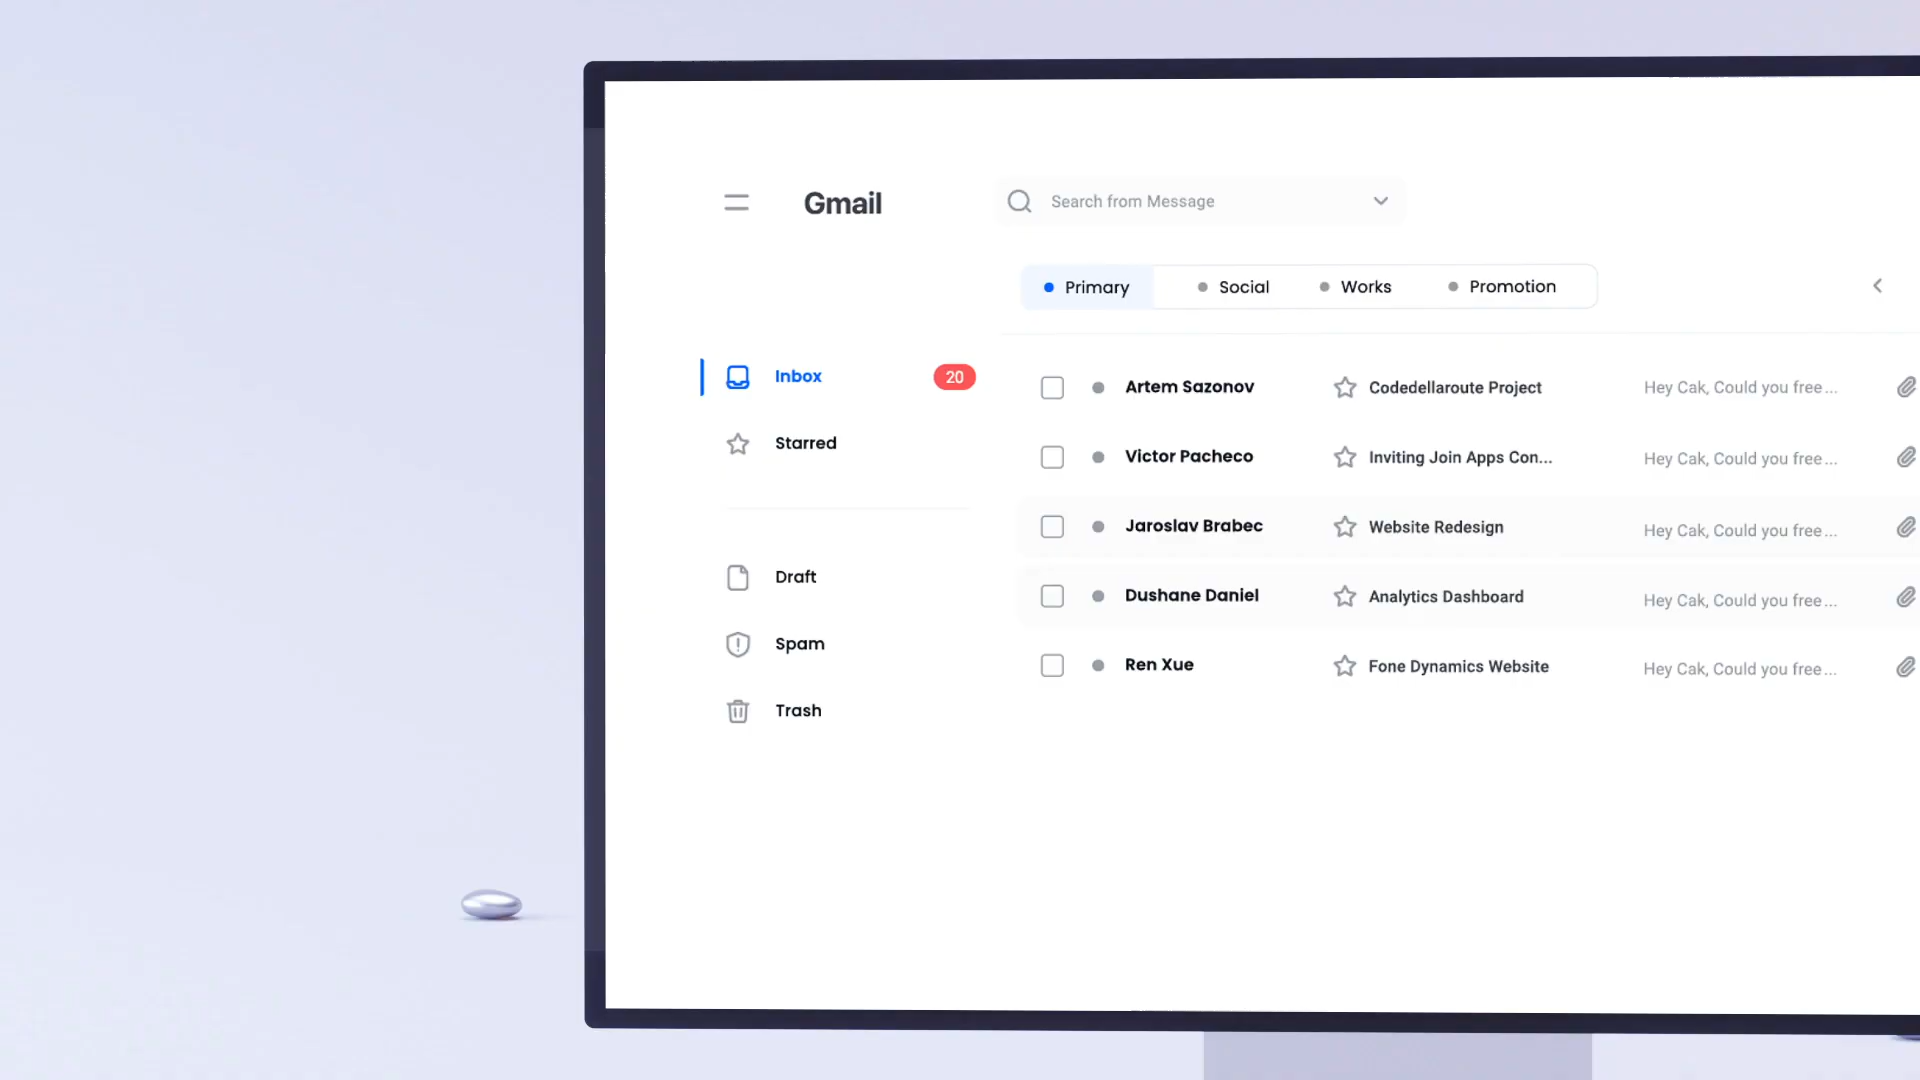 Gmail
Search from Message
Primary
Social
Works
Promotion
Inbox
20
Starred
Draft
Spam
Trash
Artem Sazonov
Codedellaroute Project
Hey Cak, Could you free...
Victor Pacheco
Inviting Join Apps Con...
Hey Cak, Could you free...
Jaroslav Brabec
Website Redesign
Hey Cak, Could you free...
Dushane Daniel
Analytics Dashboard
Hey Cak, Could you free...
Ren Xue
Fone Dynamics Website
Hey Cak, Could you free...